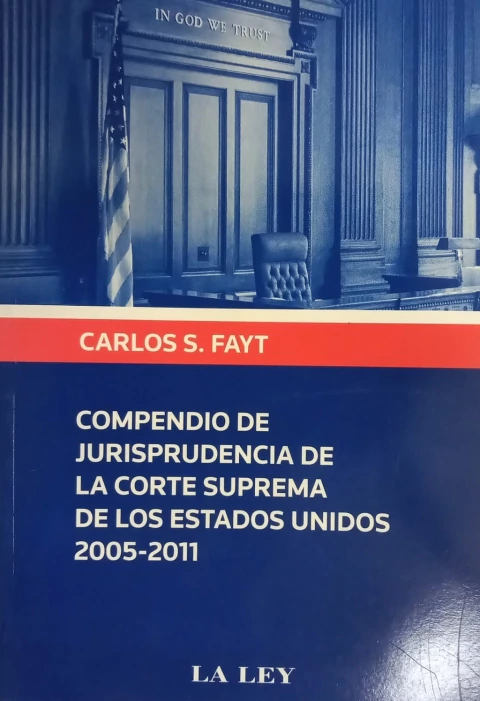 IN GOD WE TRUST
CARLOS S. FAYT
COMPENDIO DE
JURISPRUDENCIA DE
LA CORTE SUPREMA
DE LOS ESTADOS UNIDOS
2005-2011
LA LEY